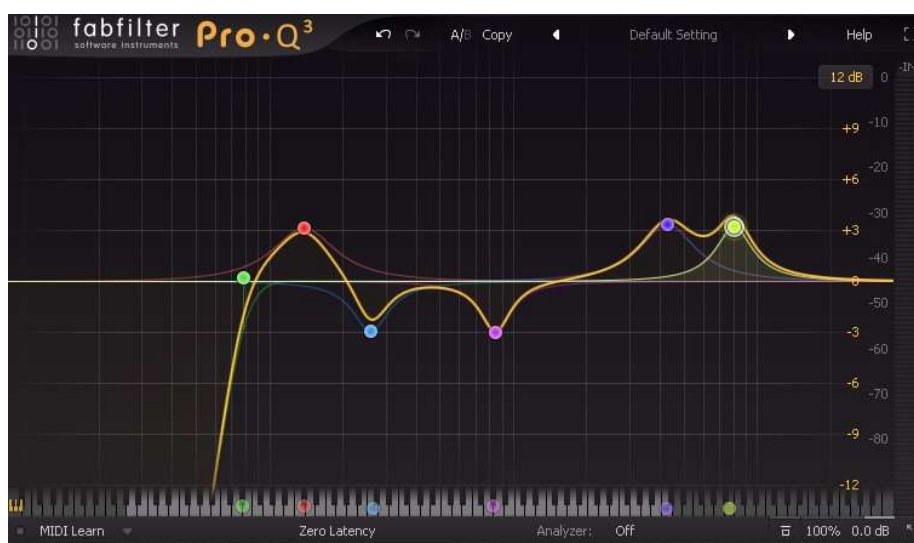 fabfilter
software instruments
Pro·Q³
A/B Copy
Default Setting
Help
-IN
12 dB 0
+9 -10
+6 -20
+3 -30
-40
0
-50
-3
-60
-6
-70
-9 -80
-12
MIDI Learn
Zero Latency
Analyzer: Off
100% 0.0 dB